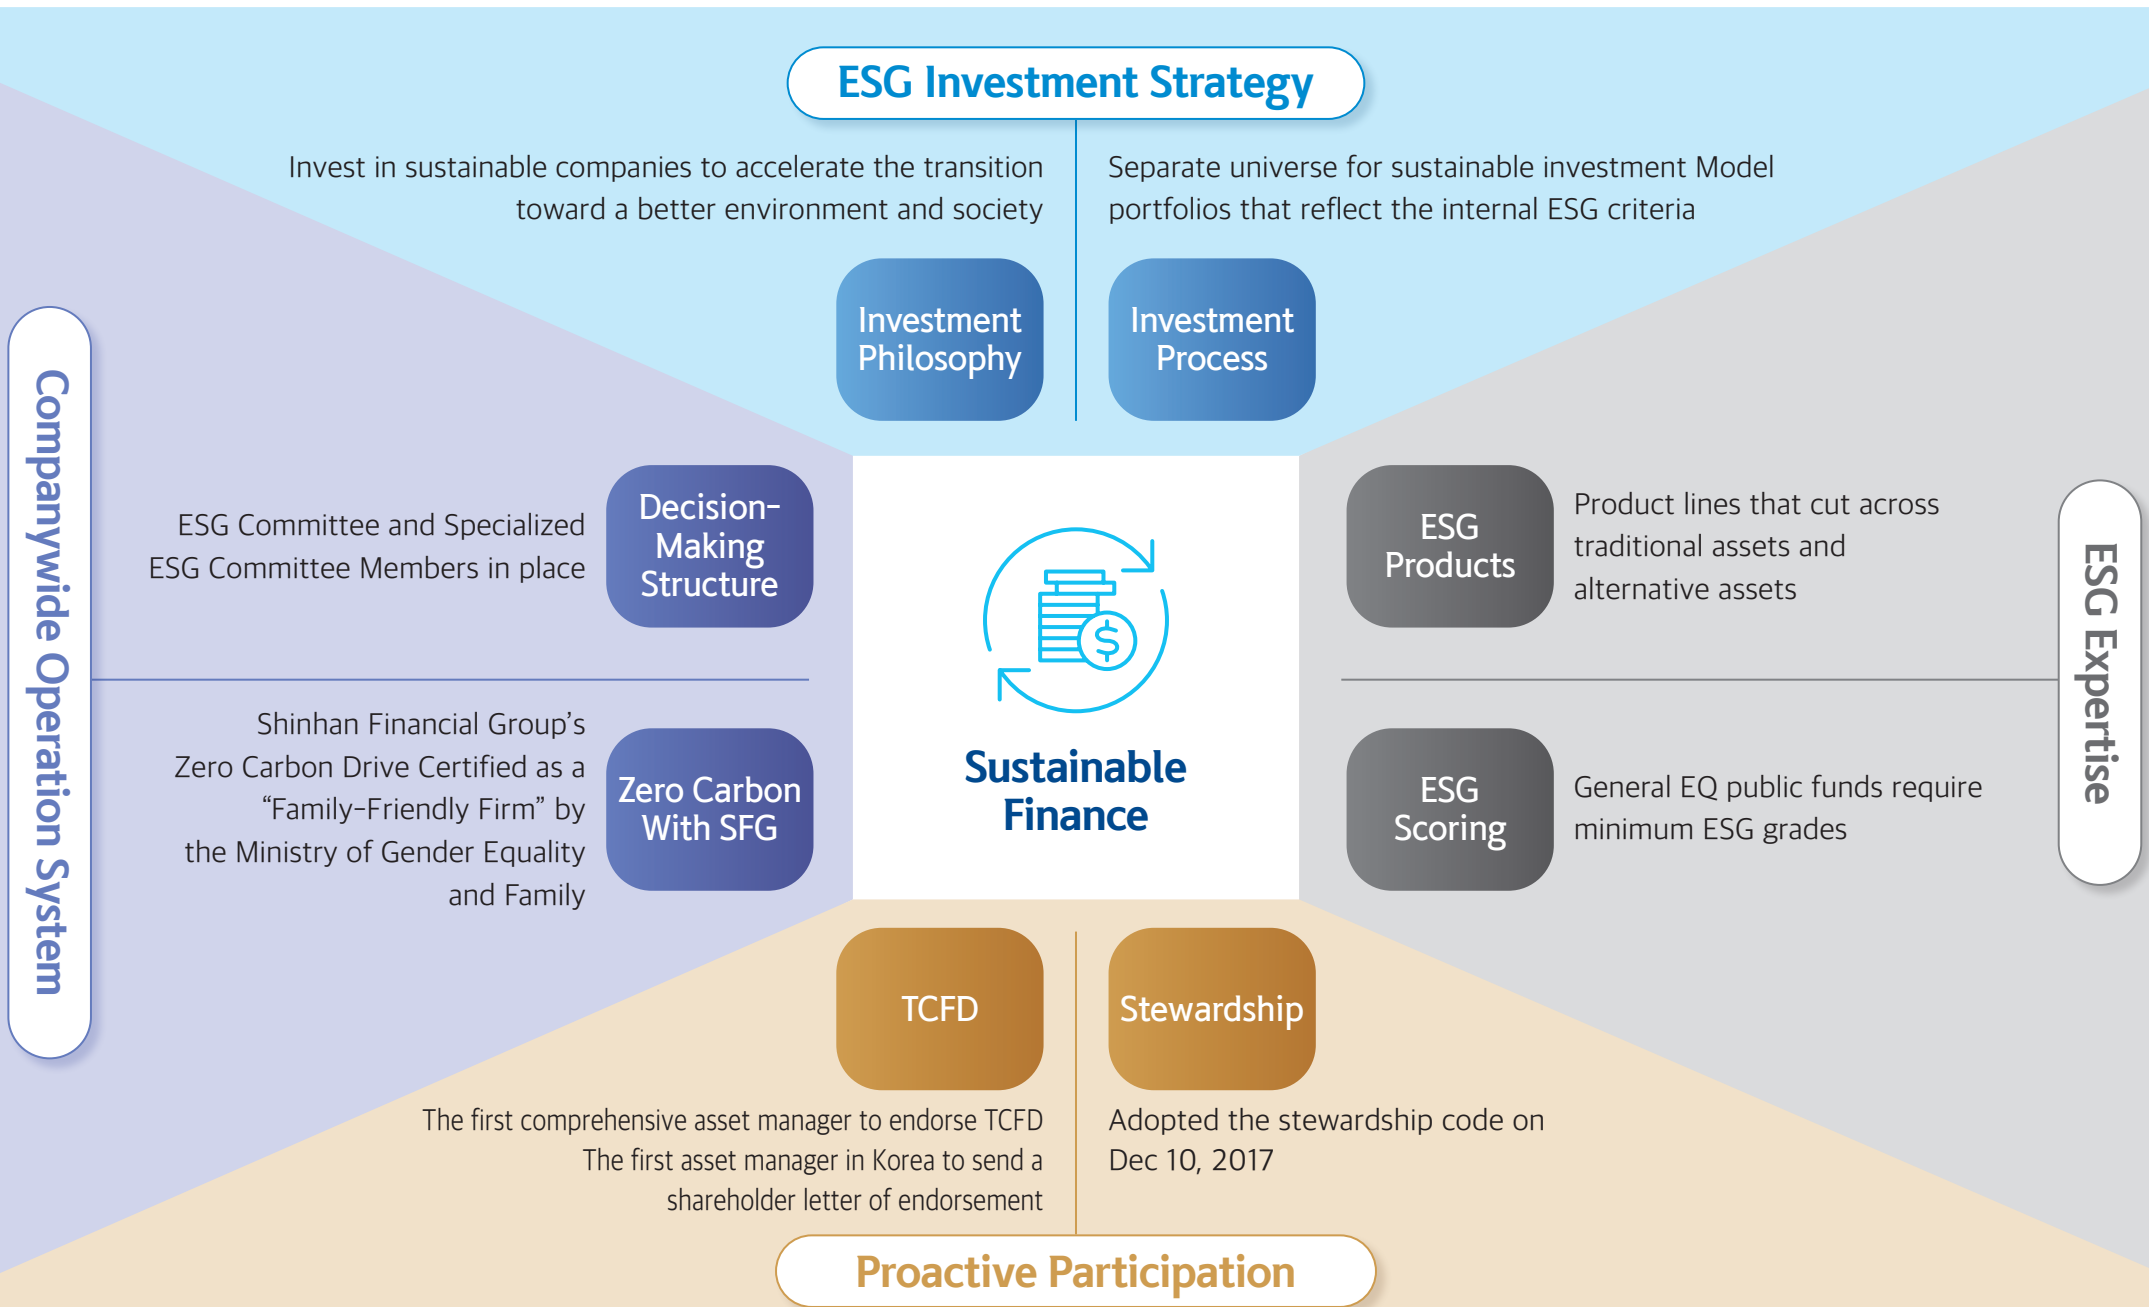 ESG Investment Strategy
Invest in sustainable companies to accelerate the transition
toward a better environment and society
Separate universe for sustainable investment Model
portfolios that reflect the internal ESG criteria
Investment
Philosophy
Investment
Process
Companywide Operation System
ESG Committee and Specialized
ESG Committee Members in place
Decision-
Making
Structure
Shinhan Financial Group’s
Zero Carbon Drive Certified as a
“Family-Friendly Firm” by
the Ministry of Gender Equality
and Family
Zero Carbon
With SFG
$
Sustainable
Finance
ESG
Products
Product lines that cut across
traditional assets and
alternative assets
ESG
Scoring
General EQ public funds require
minimum ESG grades
ESG Expertise
TCFD
Stewardship
The first comprehensive asset manager to endorse TCFD
The first asset manager in Korea to send a
shareholder letter of endorsement
Adopted the stewardship code on
Dec 10, 2017
Proactive Participation